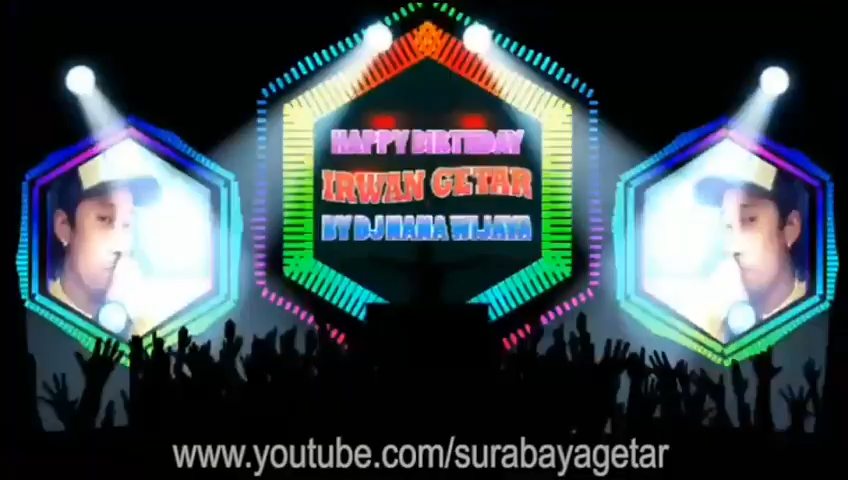 HAPPY BIRTHDAY
IRWAN GETAR
BY DJ NANA WIJAYA
www.youtube.com/surabayagetar